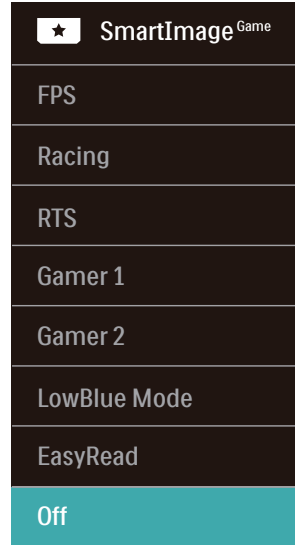 SmartImage Game
FPS
Racing
RTS
Gamer 1
Gamer 2
LowBlue Mode
EasyRead
Off